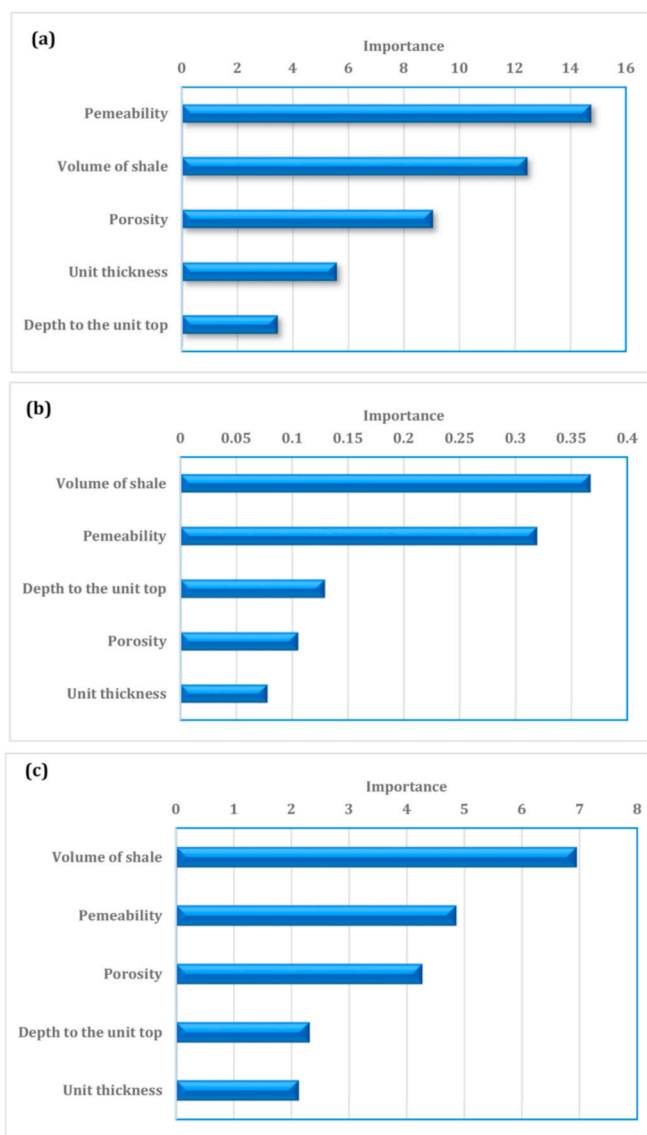 (a)
Importance
0 2 4 6 8 10 12 14 16
Pemeability
Volume of shale
Porosity
Unit thickness
Depth to the unit top
(b)
Importance
0 0.05 0.1 0.15 0.2 0.25 0.3 0.35 0.4
Volume of shale
Pemeability
Depth to the unit top
Porosity
Unit thickness
(c)
Importance
0 1 2 3 4 5 6 7 8
Volume of shale
Pemeability
Porosity
Depth to the unit top
Unit thickness